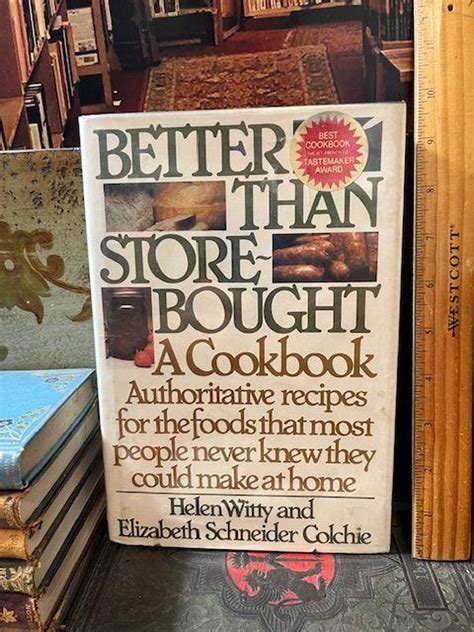 BETTER
THAN
STORE-
BOUGHT
BEST
COOKBOOK
TASTEMAKER
AWARD
A Cookbook
Authoritative recipes
for the foods that most
people never knew they
could make at home
Helen Witty and
Elizabeth Schneider Colchie
WESTCOTT